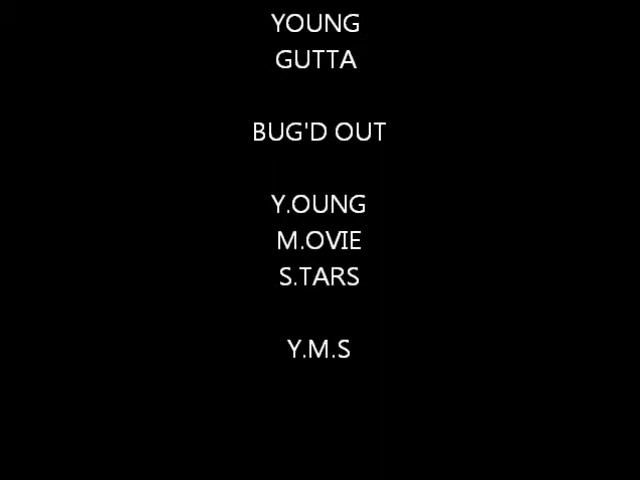 YOUNG
GUTTA
BUG'D OUT
Y.OUNG
M.OVIE
S.TARS
Y.M.S